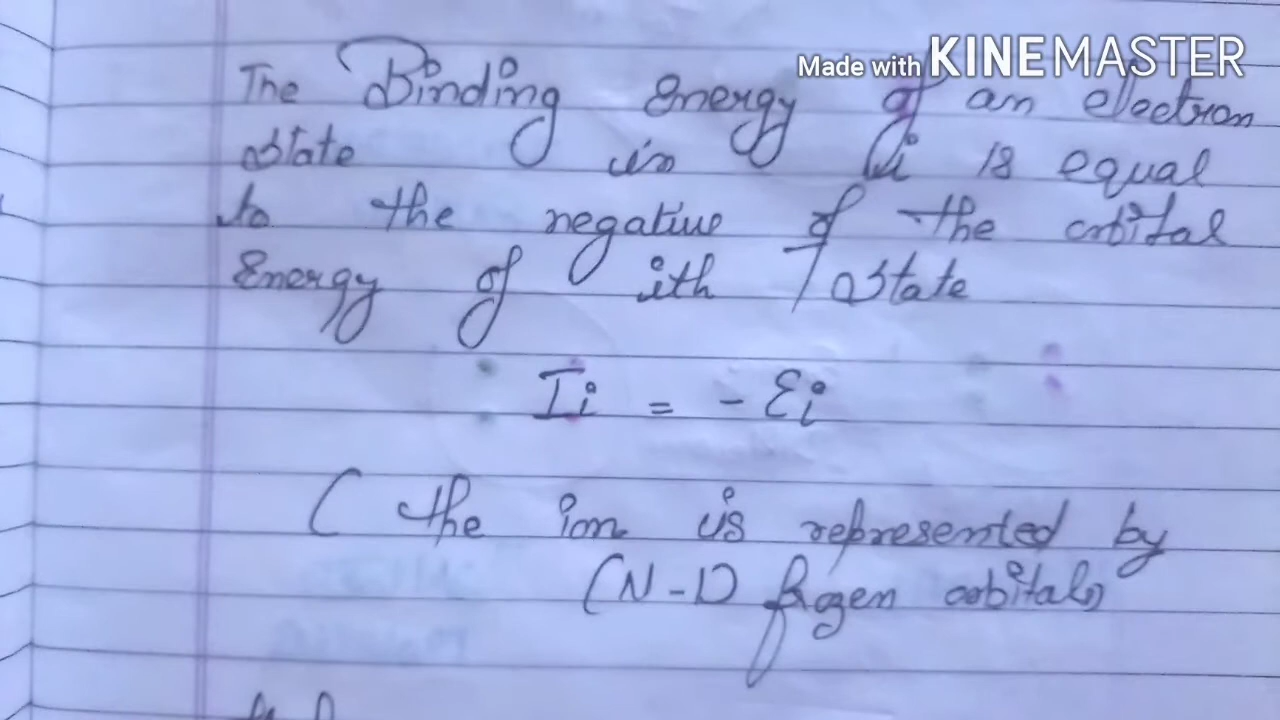 Made with KINEMASTER
The Binding Energy of an electron
state in is equal
to the negative of the orbital
Energy of ith state
Ii = - Ei
( the ion is represented by
(N-1) frozen orbitals)